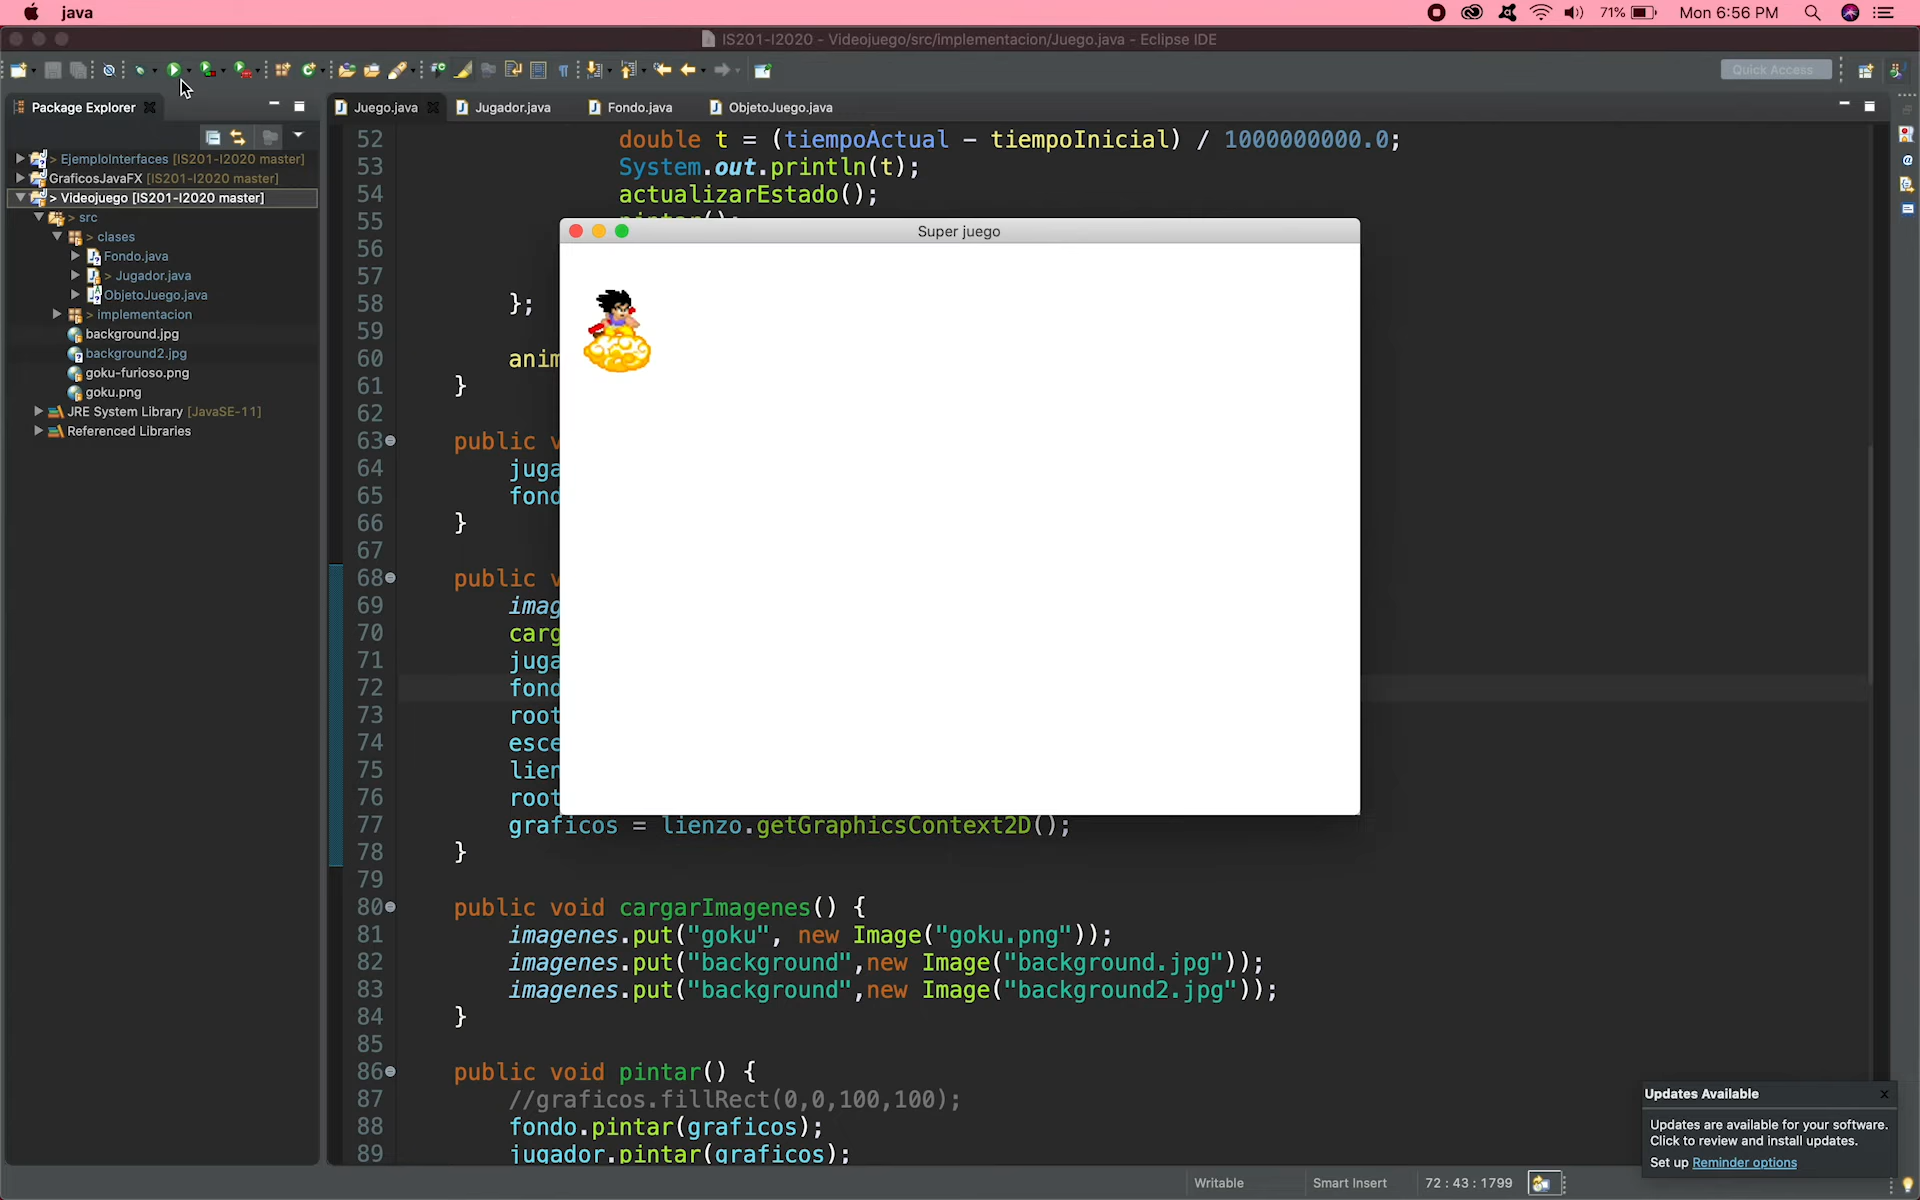 java
71%
Mon 6:56 PM
IS201-I2020 - Videojuego/src/implementacion/Juego.java - Eclipse IDE
Quick Access
Package Explorer
Juego.java
Jugador.java
Fondo.java
ObjetoJuego.java
> EjemploInterfaces [IS201-I2020 master]
GraficosJavaFX [IS201-I2020 master]
> Videojuego [IS201-I2020 master]
> src
> clases
Fondo.java
> Jugador.java
ObjetoJuego.java
> implementacion
background.jpg
background2.jpg
goku-furioso.png
goku.png
JRE System Library [JavaSE-11]
Referenced Libraries
52 double t = (tiempoActual - tiempoInicial) / 1000000000.0;
53 System.out.println(t);
54 actualizarEstado();
55
Super juego
56
57
58 };
59
60 anim
61 }
62
63 public v
64 juga
65 fond
66 }
67
68 public v
69 imag
70 carg
71 juga
72 fond
73 root
74 esce
75 lien
76 root
77 graficos = lienzo.getGraphicsContext2D();
78 }
79
80 public void cargarImagenes() {
81 imagenes.put("goku", new Image("goku.png"));
82 imagenes.put("background",new Image("background.jpg"));
83 imagenes.put("background",new Image("background2.jpg"));
84 }
85
86 public void pintar() {
87 //graficos.fillRect(0,0,100,100);
88 fondo.pintar(graficos);
89 jugador.pintar(graficos);
Updates Available
Updates are available for your software.
Click to review and install updates.
Set up Reminder options
Writable
Smart Insert
72 : 43 : 1799